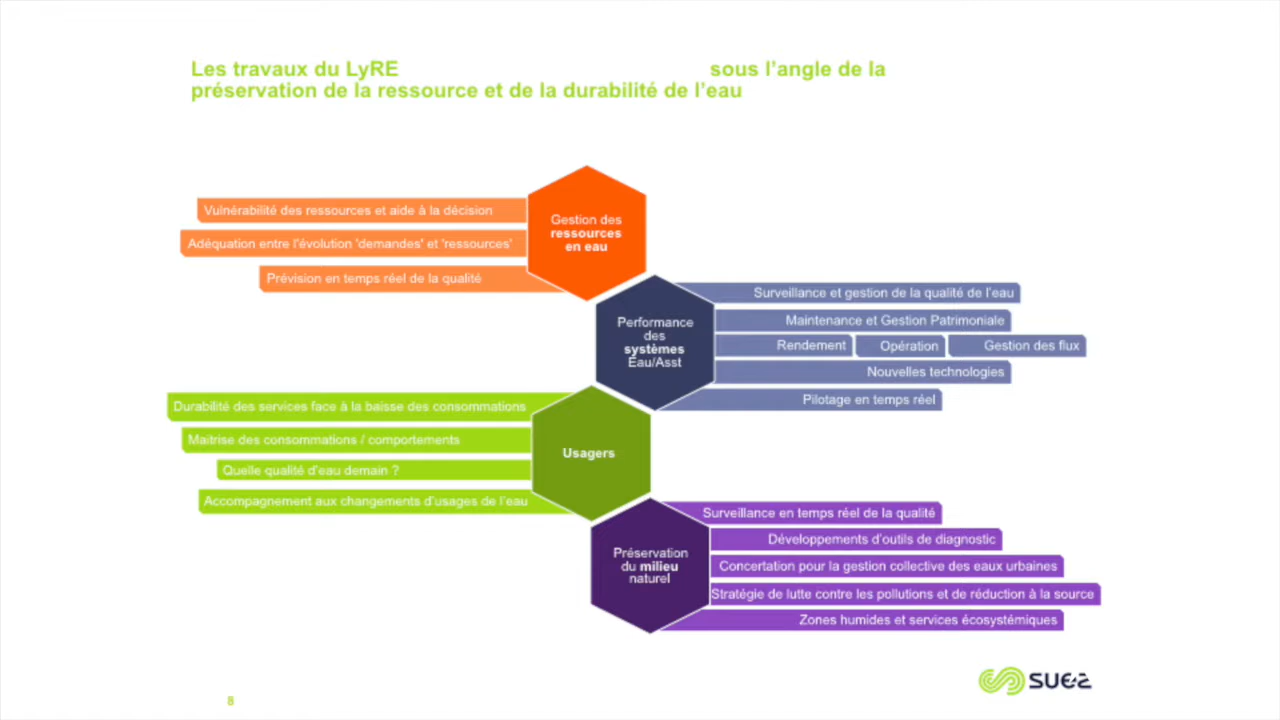 Les travaux du LyRE sous l'angle de la
préservation de la ressource et de la durabilité de l'eau
Gestion des
ressources
en eau
Vulnérabilité des ressources et aide à la décision
Adéquation entre l'évolution 'demandes' et 'ressources'
Prévision en temps réel de la qualité
Performance
des
systèmes
Eau/Asst
Surveillance et gestion de la qualité de l'eau
Maintenance et Gestion Patrimoniale
Rendement Opération Gestion des flux
Nouvelles technologies
Pilotage en temps réel
Usagers
Durabilité des services face à la baisse des consommations
Maitrise des consommations / comportements
Quelle qualité d'eau demain ?
Accompagnement aux changements d'usages de l'eau
Préservation
du milieu
naturel
Surveillance en temps réel de la qualité
Développements d'outils de diagnostic
Concertation pour la gestion collective des eaux urbaines
Stratégie de lutte contre les pollutions et de réduction à la source
Zones humides et services écosystémiques
8
suez